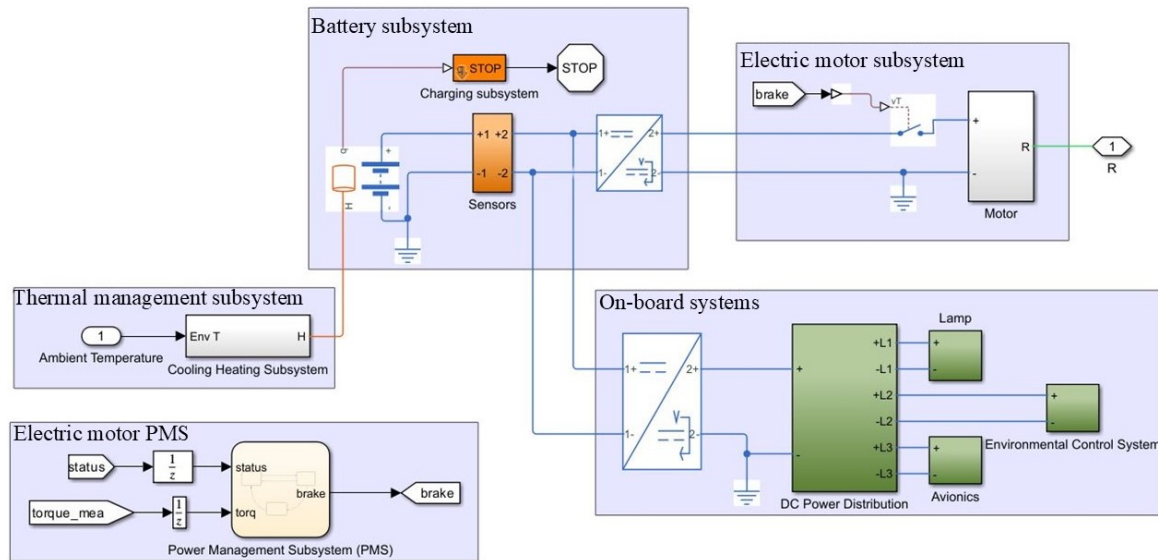 Battery subsystem
q STOP
STOP
Charging subsystem
q
H
+
-
+1 +2
-1 -2
Sensors
1+ 2+
1- V 2-
Electric motor subsystem
brake
vT
+
-
R
Motor
1
R
Thermal management subsystem
1
Ambient Temperature
Env T H
Cooling Heating Subsystem
On-board systems
1+ 2+
1- V 2-
+
-
+L1
-L1
+L2
-L2
+L3
-L3
DC Power Distribution
Lamp
+
-
+
-
Environmental Control System
+
-
Avionics
Electric motor PMS
status
1
z
status
torque_mea
1
z
torq
brake
brake
Power Management Subsystem (PMS)